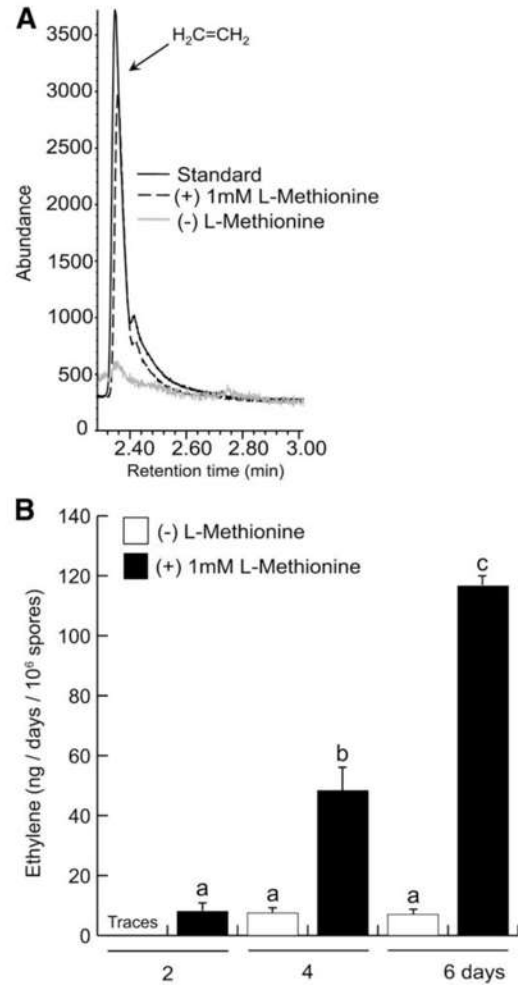 A
H₂C=CH₂
Standard
(+) 1mM L-Methionine
(-) L-Methionine
Abundance
3500
3000
2500
2000
1500
1000
500
0
2.40 2.60 2.80 3.00
Retention time (min)
B
(-) L-Methionine
(+) 1mM L-Methionine
Ethylene (ng / days / 10⁶ spores)
140
120
100
80
60
40
20
0
Traces
a
a
b
a
c
2 4 6 days